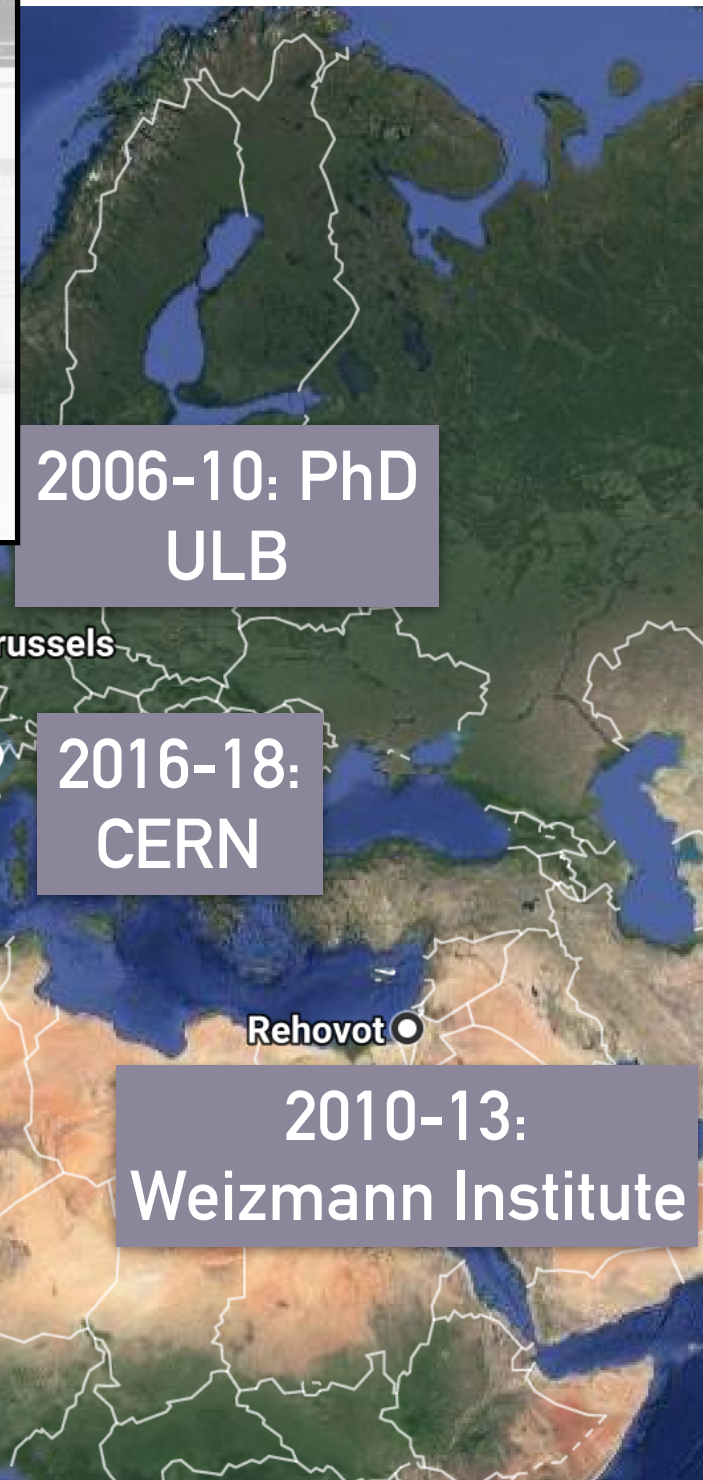 2006-10: PhD
ULB
russels
2016-18:
CERN
Rehovot
2010-13:
Weizmann Institute